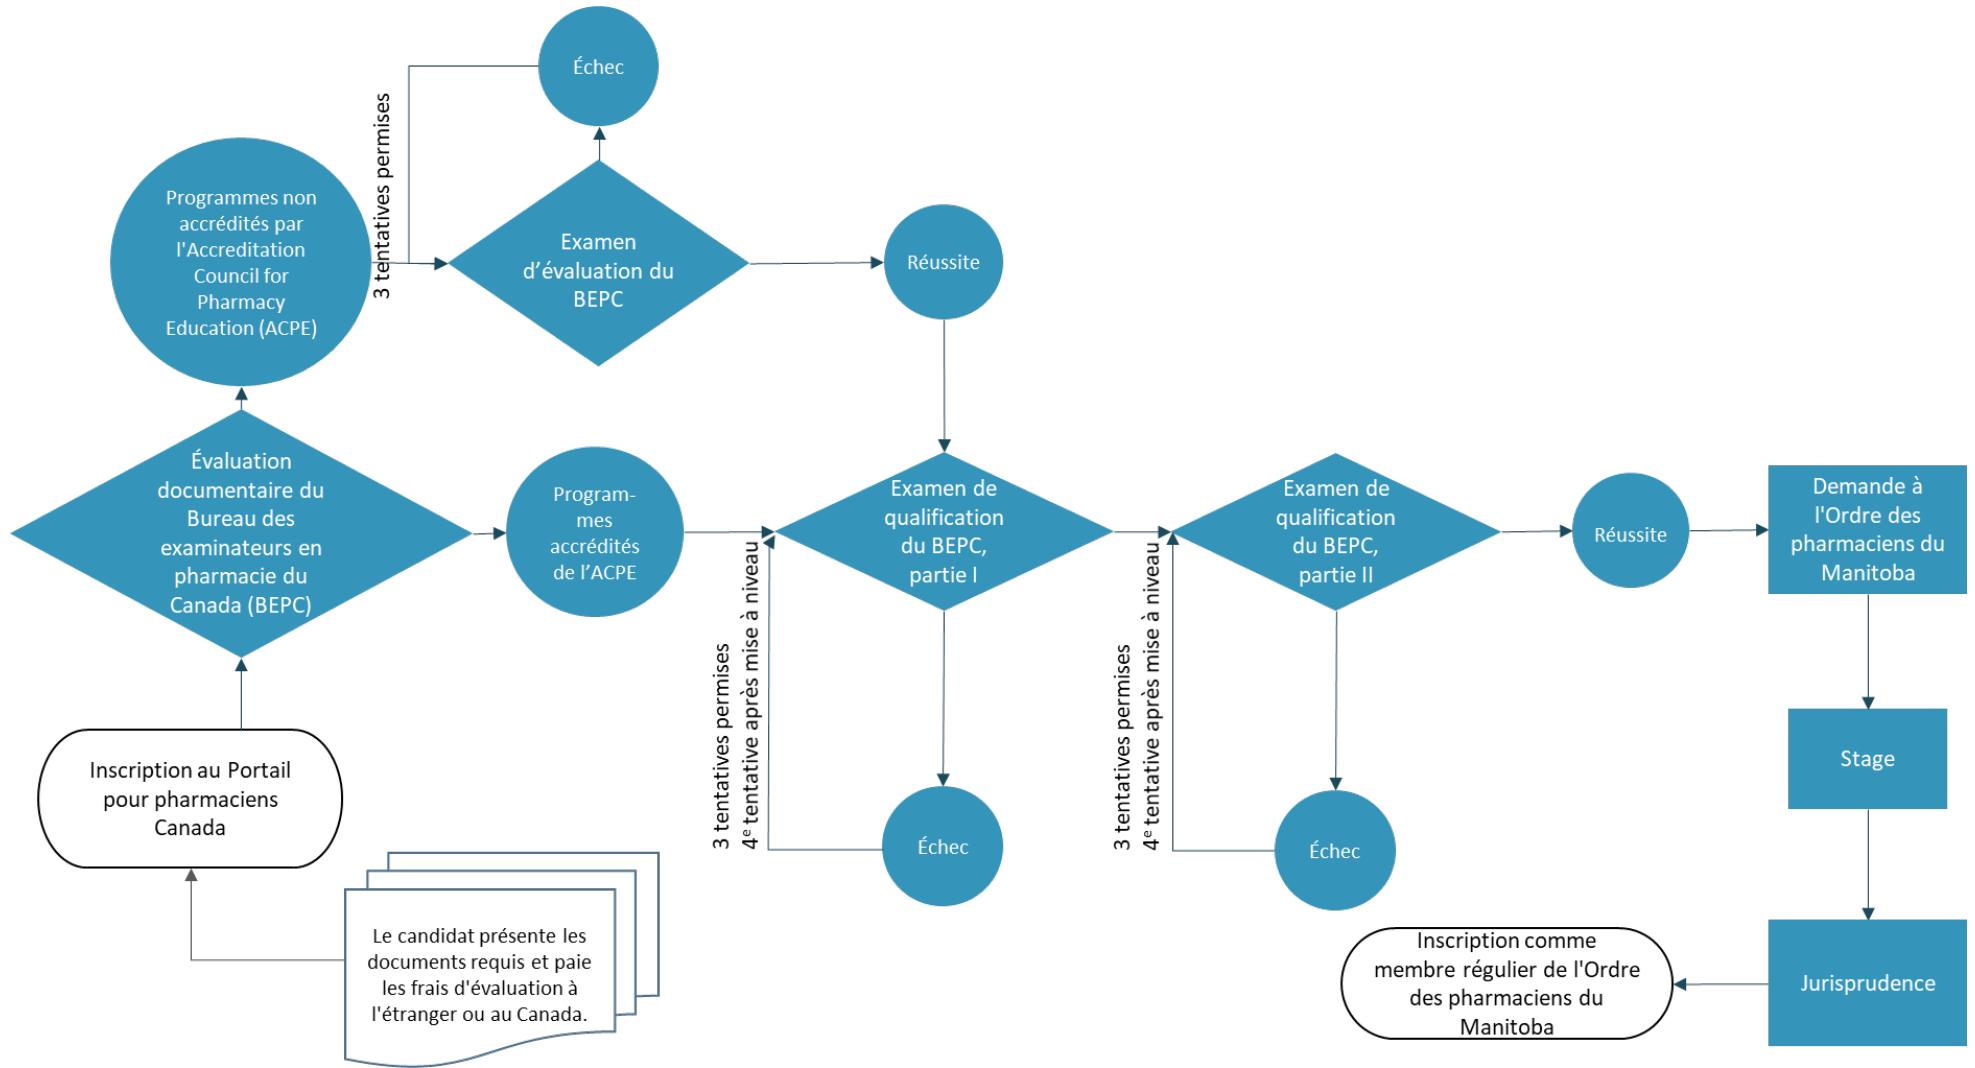 Échec
3 tentatives permises
Programmes non
accrédités par
l'Accreditation
Council for
Pharmacy
Education (ACPE)
Examen
d’évaluation du
BEPC
Réussite
Évaluation
documentaire du
Bureau des
examinateurs en
pharmacie du
Canada (BEPC)
Program-
mes
accrédités
de l’ACPE
Examen de
qualification
du BEPC,
partie I
Examen de
qualification
du BEPC,
partie II
Réussite
Demande à
l'Ordre des
pharmaciens du
Manitoba
3 tentatives permises
4e tentative après mise à niveau
3 tentatives permises
4e tentative après mise à niveau
Stage
Inscription au Portail
pour pharmaciens
Canada
Échec
Échec
Le candidat présente les
documents requis et paie
les frais d'évaluation à
l'étranger ou au Canada.
Inscription comme
membre régulier de l'Ordre
des pharmaciens du
Manitoba
Jurisprudence